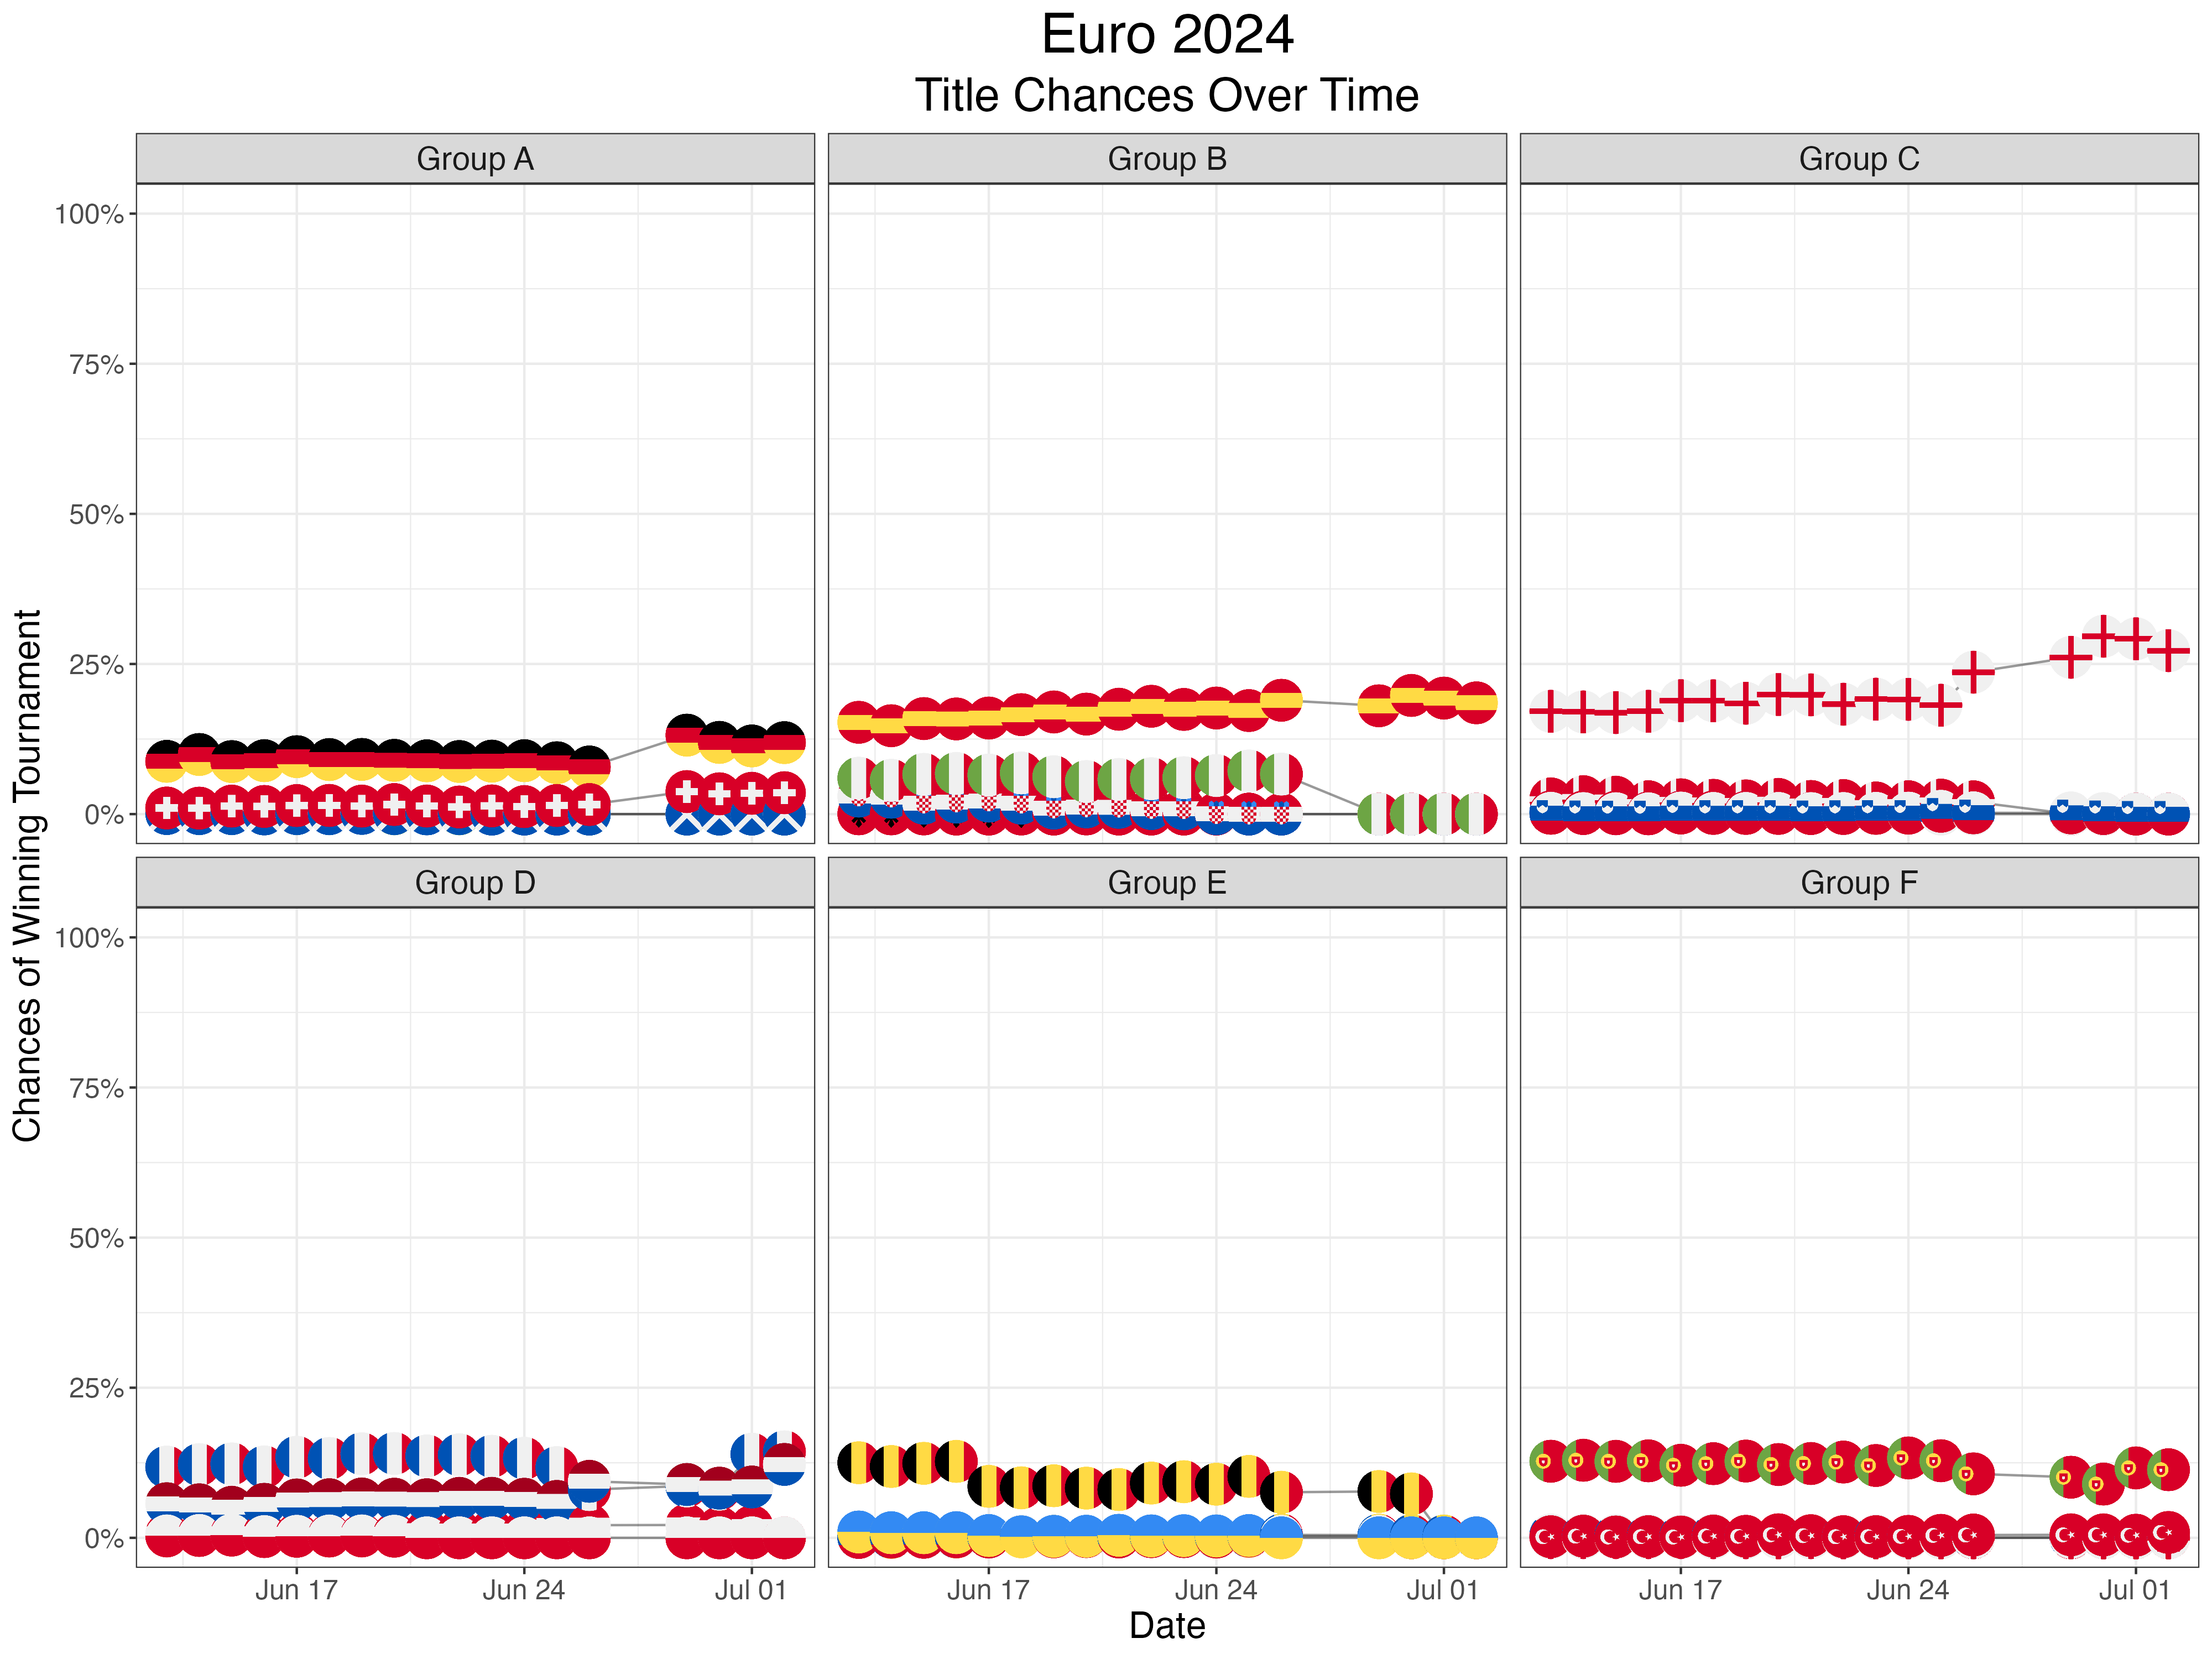 Euro 2024
Title Chances Over Time
Group A
Group B
Group C
100%
75%
50%
25%
0%
Chances of Winning Tournament
Group D
Group E
Group F
100%
75%
50%
25%
0%
Jun 17 Jun 24 Jul 01
Jun 17 Jun 24 Jul 01
Jun 17 Jun 24 Jul 01
Date